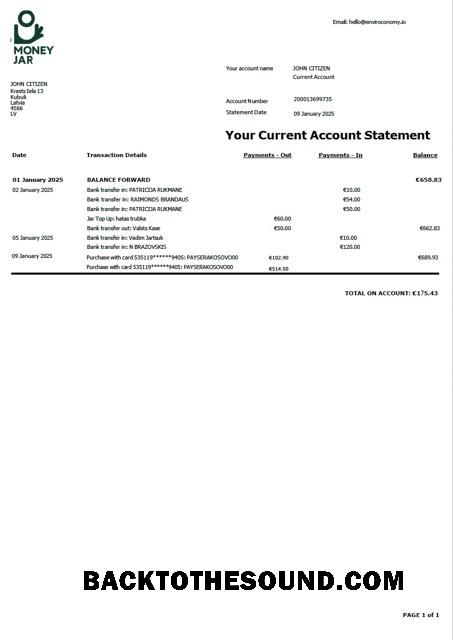 Email: hello@enviroconomy.io
MONEY
JAR
Your account name JOHN CITIZEN
Current Account
JOHN CITIZEN
Krasts Iela 13
Kubuli
Latvia
4566
LV
Account Number 200013699735
Statement Date 09 January 2025
Your Current Account Statement
Date Transaction Details Payments - Out Payments - In Balance
01 January 2025 BALANCE FORWARD €658.83
02 January 2025 Bank transfer in: PATRICIJA RUKMANE €10.00
Bank transfer in: RAIMONDS BRANDAUS €54.00
Bank transfer in: PATRICIJA RUKMANE €50.00
Jar Top Up: hatas trubka €60.00
Bank transfer out: Valsts Kase €50.00 €662.83
05 January 2025 Bank transfer in: Vadim Jartsuk €10.00
Bank transfer in: N BRAZOVSKIS €120.00
09 January 2025 Purchase with card 535119******9405: PAYSERAKOSOVO00 €102.90 €689.93
Purchase with card 535119******9405: PAYSERAKOSOVO00 €514.50
TOTAL ON ACCOUNT: €175.43
BACKTOTHESOUND.COM
PAGE 1 of 1